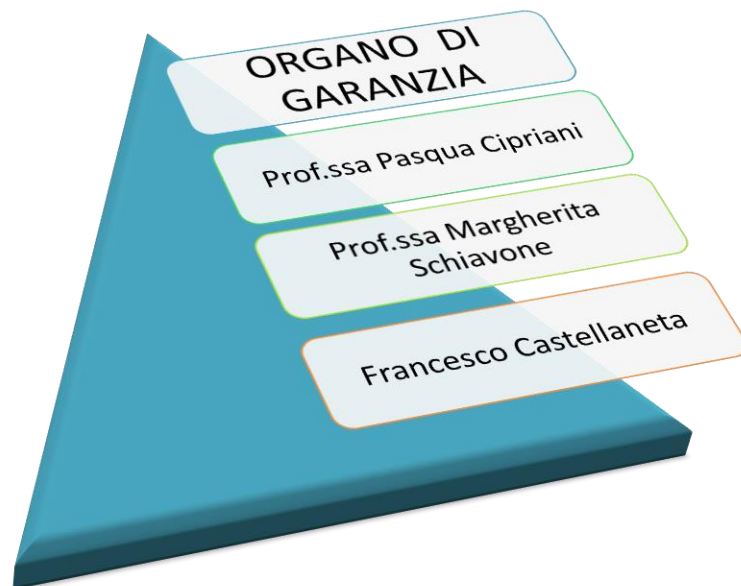 ORGANO DI
GARANZIA
Prof.ssa Pasqua Cipriani
Prof.ssa Margherita
Schiavone
Francesco Castellaneta